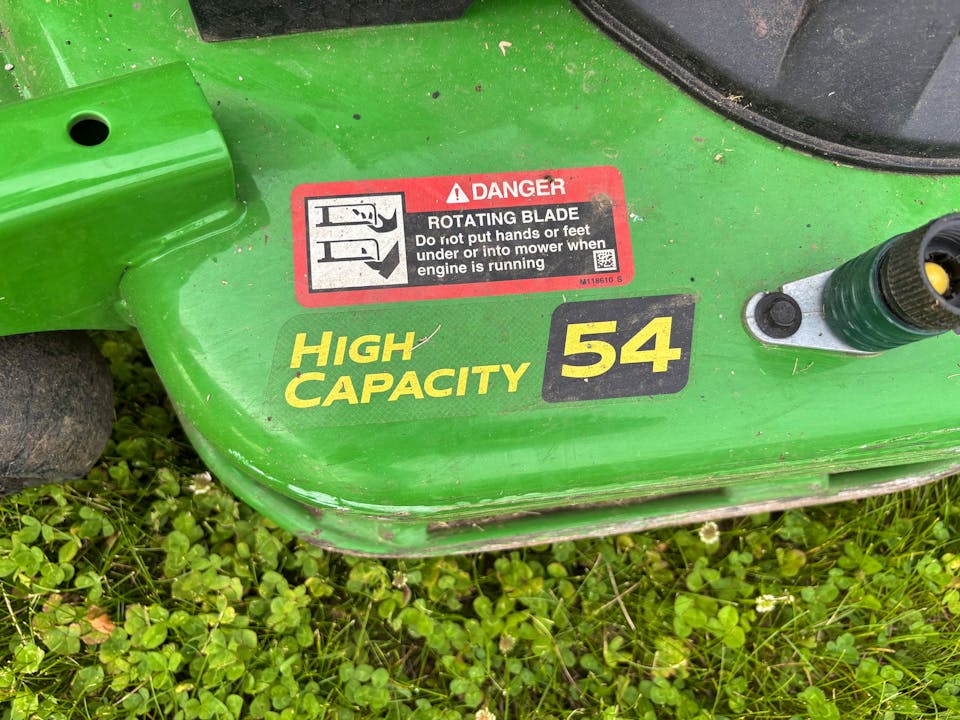 DANGER
ROTATING BLADE
Do not put hands or feet
under or into mower when
engine is running
M118610 S
HIGH
CAPACITY
54